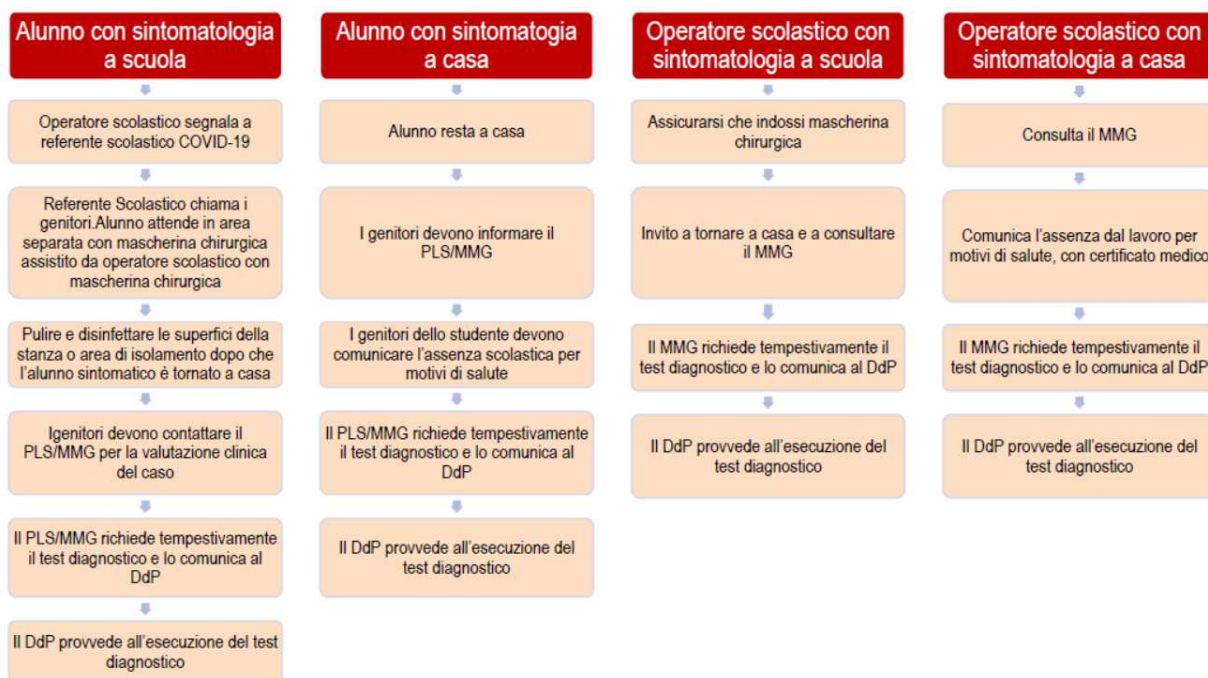 Alunno con sintomatologia
a scuola
Operatore scolastico segnala a
referente scolastico COVID-19
Referente Scolastico chiama i
genitori.Alunno attende in area
separata con mascherina chirurgica
assistito da operatore scolastico con
mascherina chirurgica
Pulire e disinfettare le superfici della
stanza o area di isolamento dopo che
l'alunno sintomatico è tornato a casa
Igenitori devono contattare il
PLS/MMG per la valutazione clinica
del caso
Il PLS/MMG richiede tempestivamente
il test diagnostico e lo comunica al
DdP
Il DdP provvede all'esecuzione del test
diagnostico
Alunno con sintomatogia
a casa
Alunno resta a casa
I genitori devono informare il
PLS/MMG
I genitori dello studente devono
comunicare l'assenza scolastica per
motivi di salute
Il PLS/MMG richiede tempestivamente
il test diagnostico e lo comunica al
DdP
Il DdP provvede all'esecuzione del
test diagnostico
Operatore scolastico con
sintomatologia a scuola
Assicurarsi che indossi mascherina
chirurgica
Invito a tornare a casa e a consultare
il MMG
Il MMG richiede tempestivamente il
test diagnostico e lo comunica al DdP
Il DdP provvede all'esecuzione del
test diagnostico
Operatore scolastico con
sintomatologia a casa
Consulta il MMG
Comunica l'assenza dal lavoro per
motivi di salute, con certificato medico
Il MMG richiede tempestivamente il
test diagnostico e lo comunica al DdP
Il DdP provvede all'esecuzione del
test diagnostico